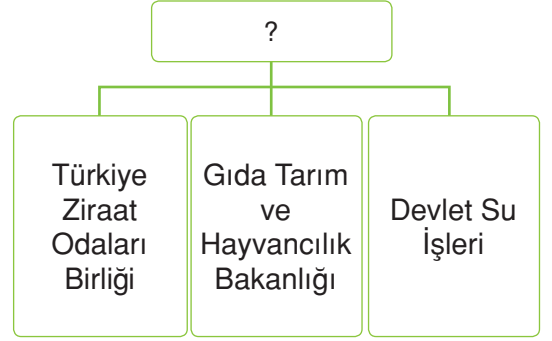 ?
Türkiye
Ziraat
Odaları
Birliği
Gıda Tarım
ve
Hayvancılık
Bakanlığı
Devlet Su
İşleri